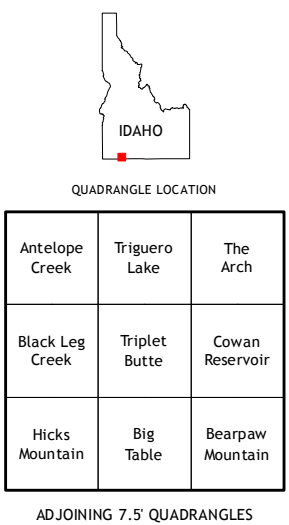 IDAHO
QUADRANGLE LOCATION
Antelope
Creek
Triguero
Lake
The
Arch
Black Leg
Creek
Triplet
Butte
Cowan
Reservoir
Hicks
Mountain
Big
Table
Bearpaw
Mountain
ADJOINING 7.5' QUADRANGLES